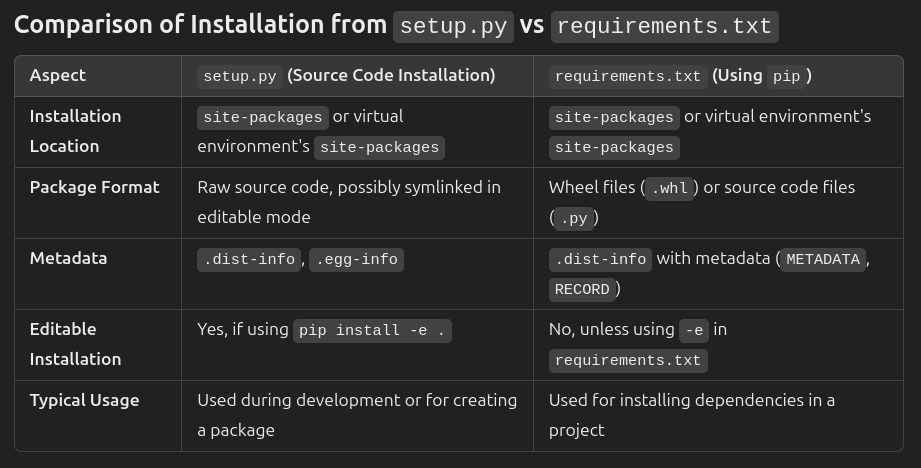 Comparison of Installation from setup.py vs requirements.txt
Aspect
setup.py (Source Code Installation)
requirements.txt (Using pip)
Installation
Location
site-packages or virtual
environment's site-packages
site-packages or virtual environment's
site-packages
Package Format
Raw source code, possibly symlinked in
editable mode
Wheel files (.whl) or source code files
(.py)
Metadata
.dist-info, .egg-info
.dist-info with metadata (METADATA,
RECORD)
Editable
Installation
Yes, if using pip install -e .
No, unless using -e in
requirements.txt
Typical Usage
Used during development or for creating
a package
Used for installing dependencies in a
project